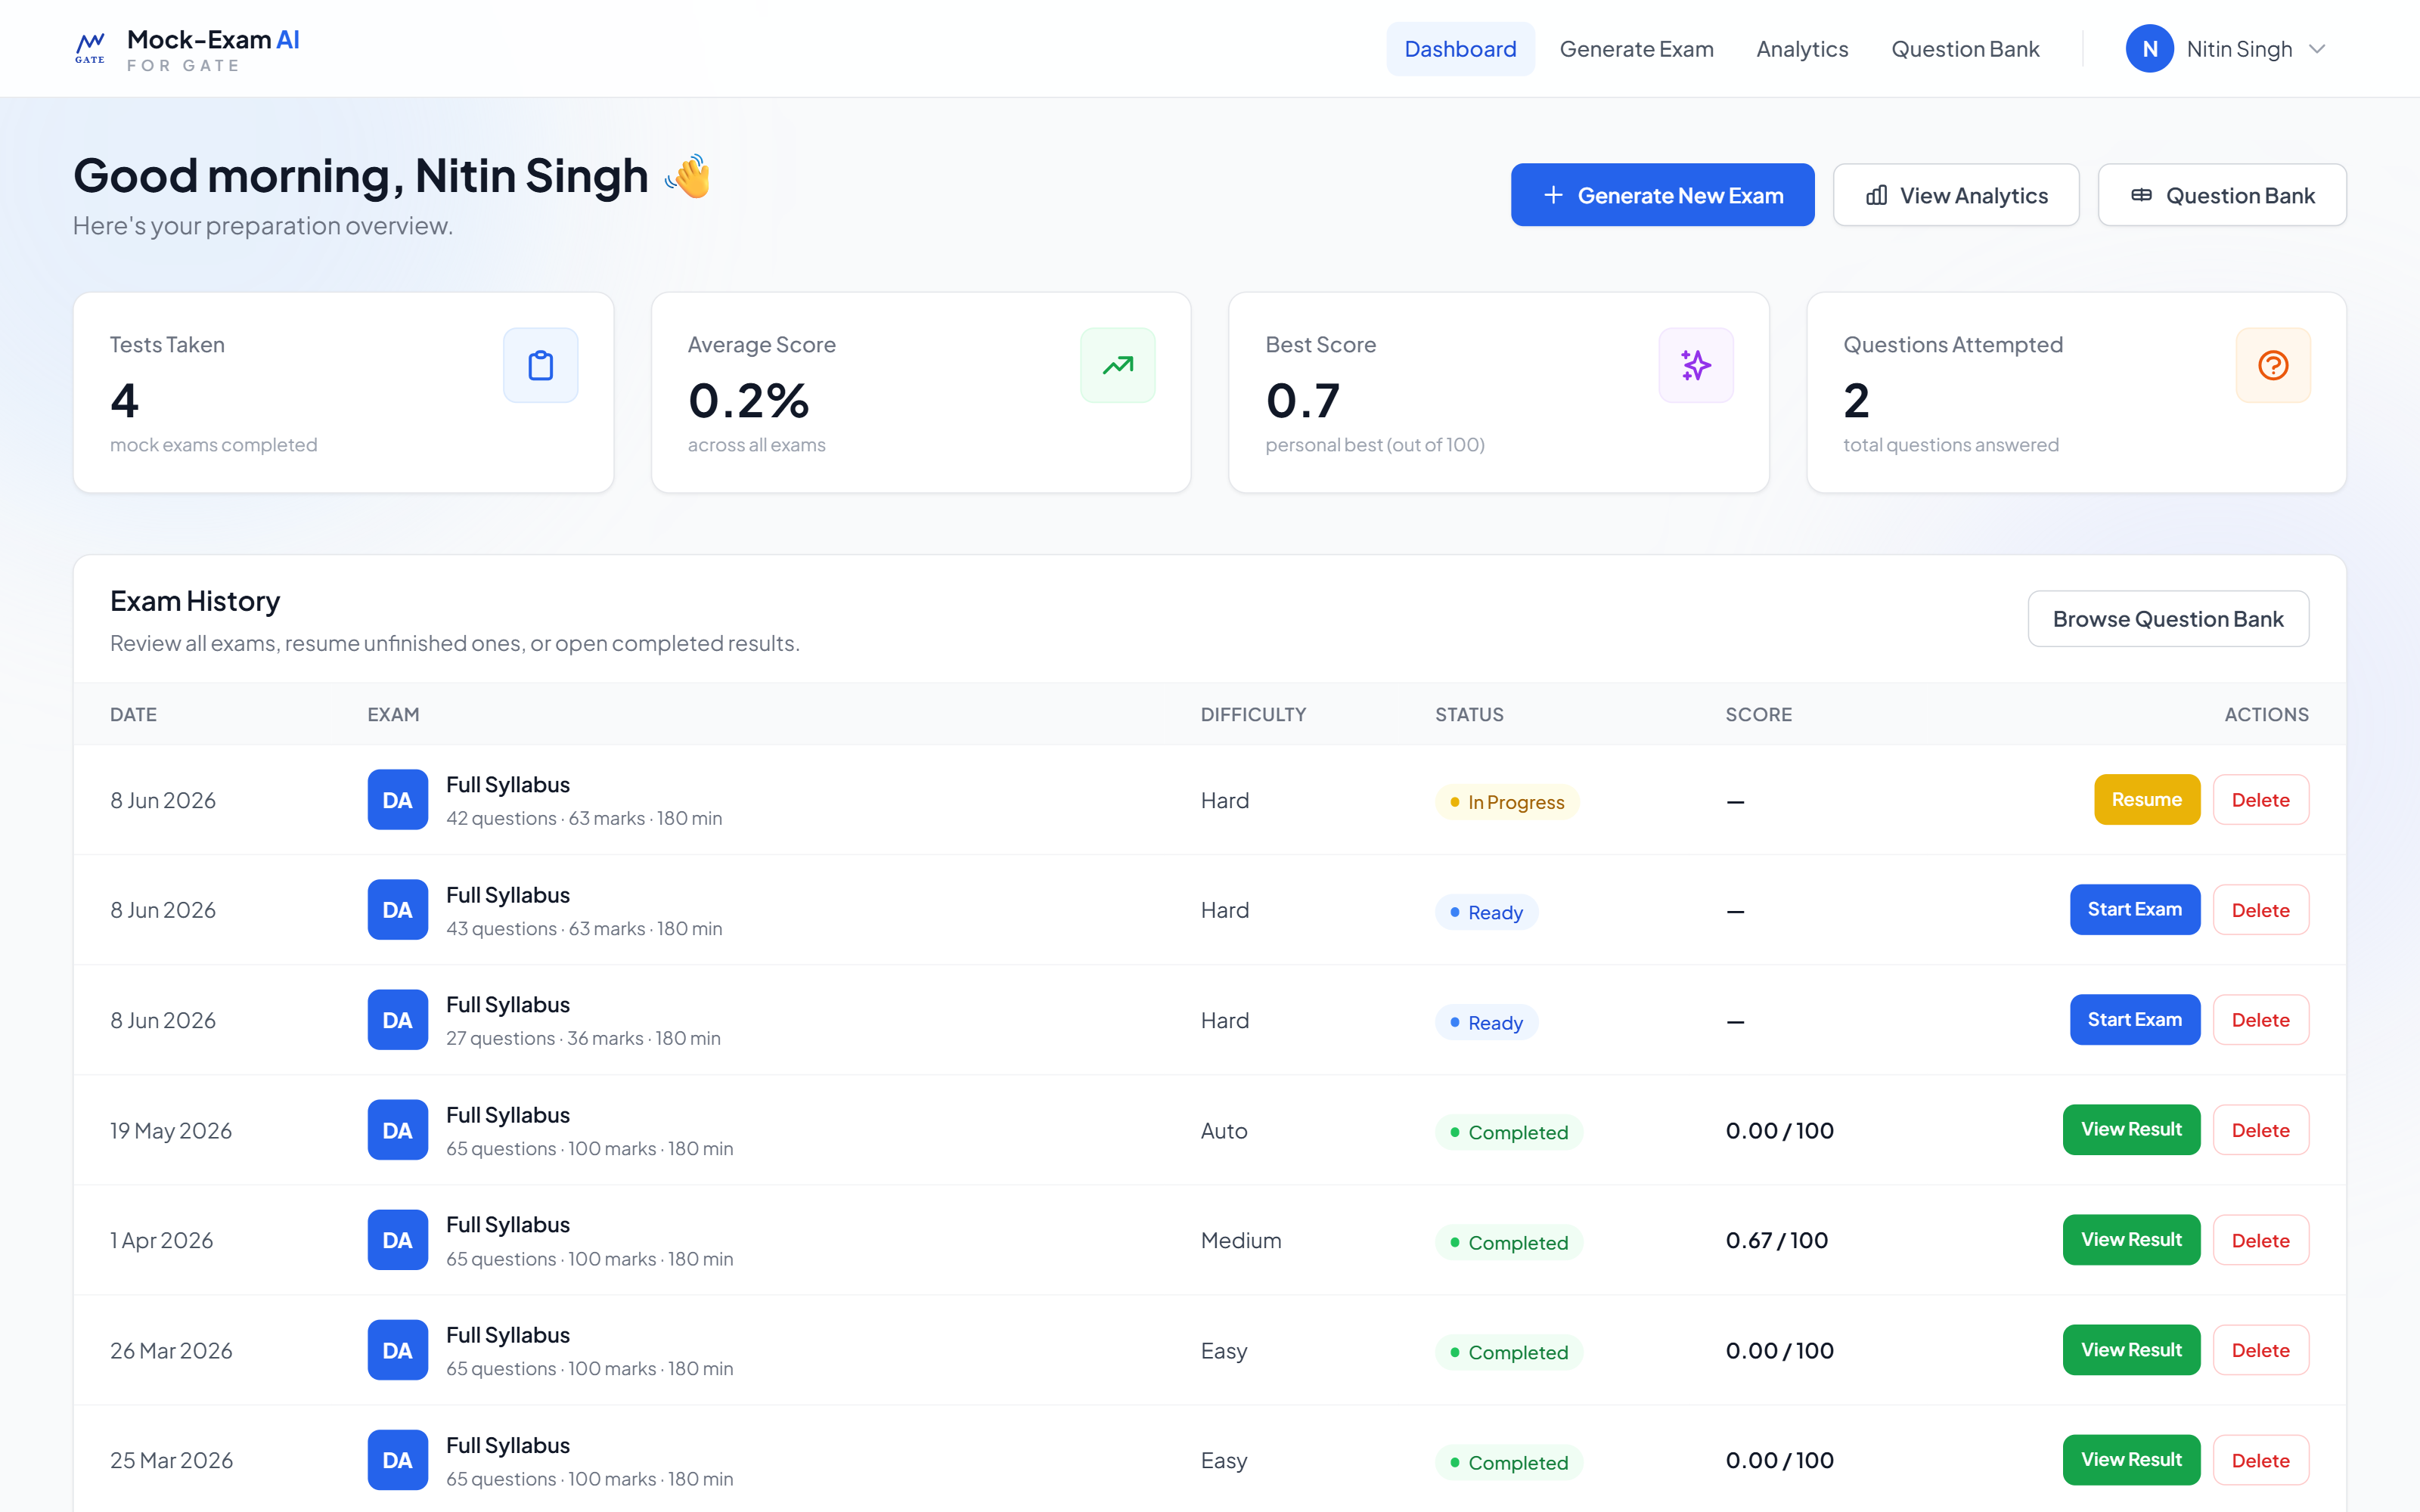 GATE
Mock-Exam AI
FOR GATE
Dashboard Generate Exam Analytics Question Bank N Nitin Singh
Good morning, Nitin Singh 👋
Here's your preparation overview.
Generate New Exam View Analytics Question Bank
Tests Taken
4
mock exams completed
Average Score
0.2%
across all exams
Best Score
0.7
personal best (out of 100)
Questions Attempted
2
total questions answered
Exam History
Review all exams, resume unfinished ones, or open completed results.
Browse Question Bank
DATE EXAM DIFFICULTY STATUS SCORE ACTIONS
8 Jun 2026 DA Full Syllabus Hard In Progress – Resume Delete
42 questions · 63 marks · 180 min
8 Jun 2026 DA Full Syllabus Hard Ready – Start Exam Delete
43 questions · 63 marks · 180 min
8 Jun 2026 DA Full Syllabus Hard Ready – Start Exam Delete
27 questions · 36 marks · 180 min
19 May 2026 DA Full Syllabus Auto Completed 0.00 / 100 View Result Delete
65 questions · 100 marks · 180 min
1 Apr 2026 DA Full Syllabus Medium Completed 0.67 / 100 View Result Delete
65 questions · 100 marks · 180 min
26 Mar 2026 DA Full Syllabus Easy Completed 0.00 / 100 View Result Delete
65 questions · 100 marks · 180 min
25 Mar 2026 DA Full Syllabus Easy Completed 0.00 / 100 View Result Delete
65 questions · 100 marks · 180 min